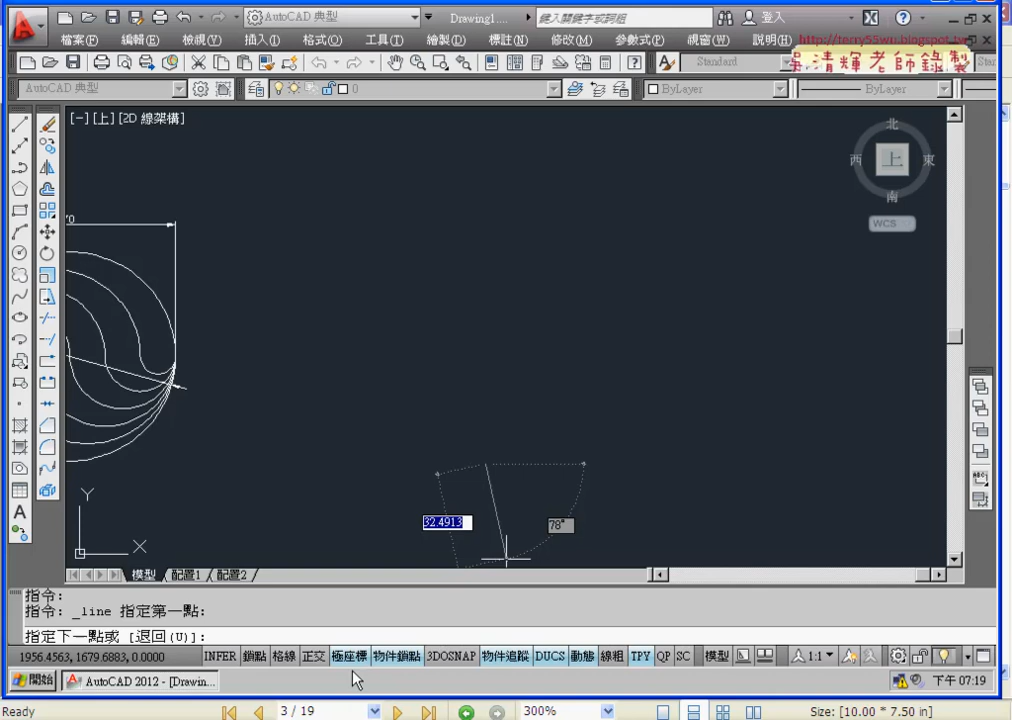 AutoCAD 典型
Drawing1....
鍵入關鍵字或詞組
登入
檔案(F) 編輯(E) 檢視(V) 插入(I) 格式(O) 工具(T) 繪製(D) 標註(N) 修改(M) 參數式(P) 視窗(W) 說明(H)
http://terry55wu.blogspot.tw
吳清輝老師錄製
Standard
AutoCAD 典型
0
ByLayer
ByLayer
[-] [上] [2D 線架構]
北
西 上 東
南
WCS
Y
X
32.4913
78°
模型 配置1 配置2
指令:
指令: _line 指定第一點:
指定下一點或 [退回(U)]:
1956.4563, 1679.6883, 0.0000 INFER 鎖點 格線 正交 極座標 物件鎖點 3DOSNAP 物件追蹤 DUCS 動態 線粗 TPY QP SC 模型 1:1
開始 AutoCAD 2012 - [Drawin... 下午 07:19
Ready 3 / 19 300% Size: [10.00 * 7.50 in]